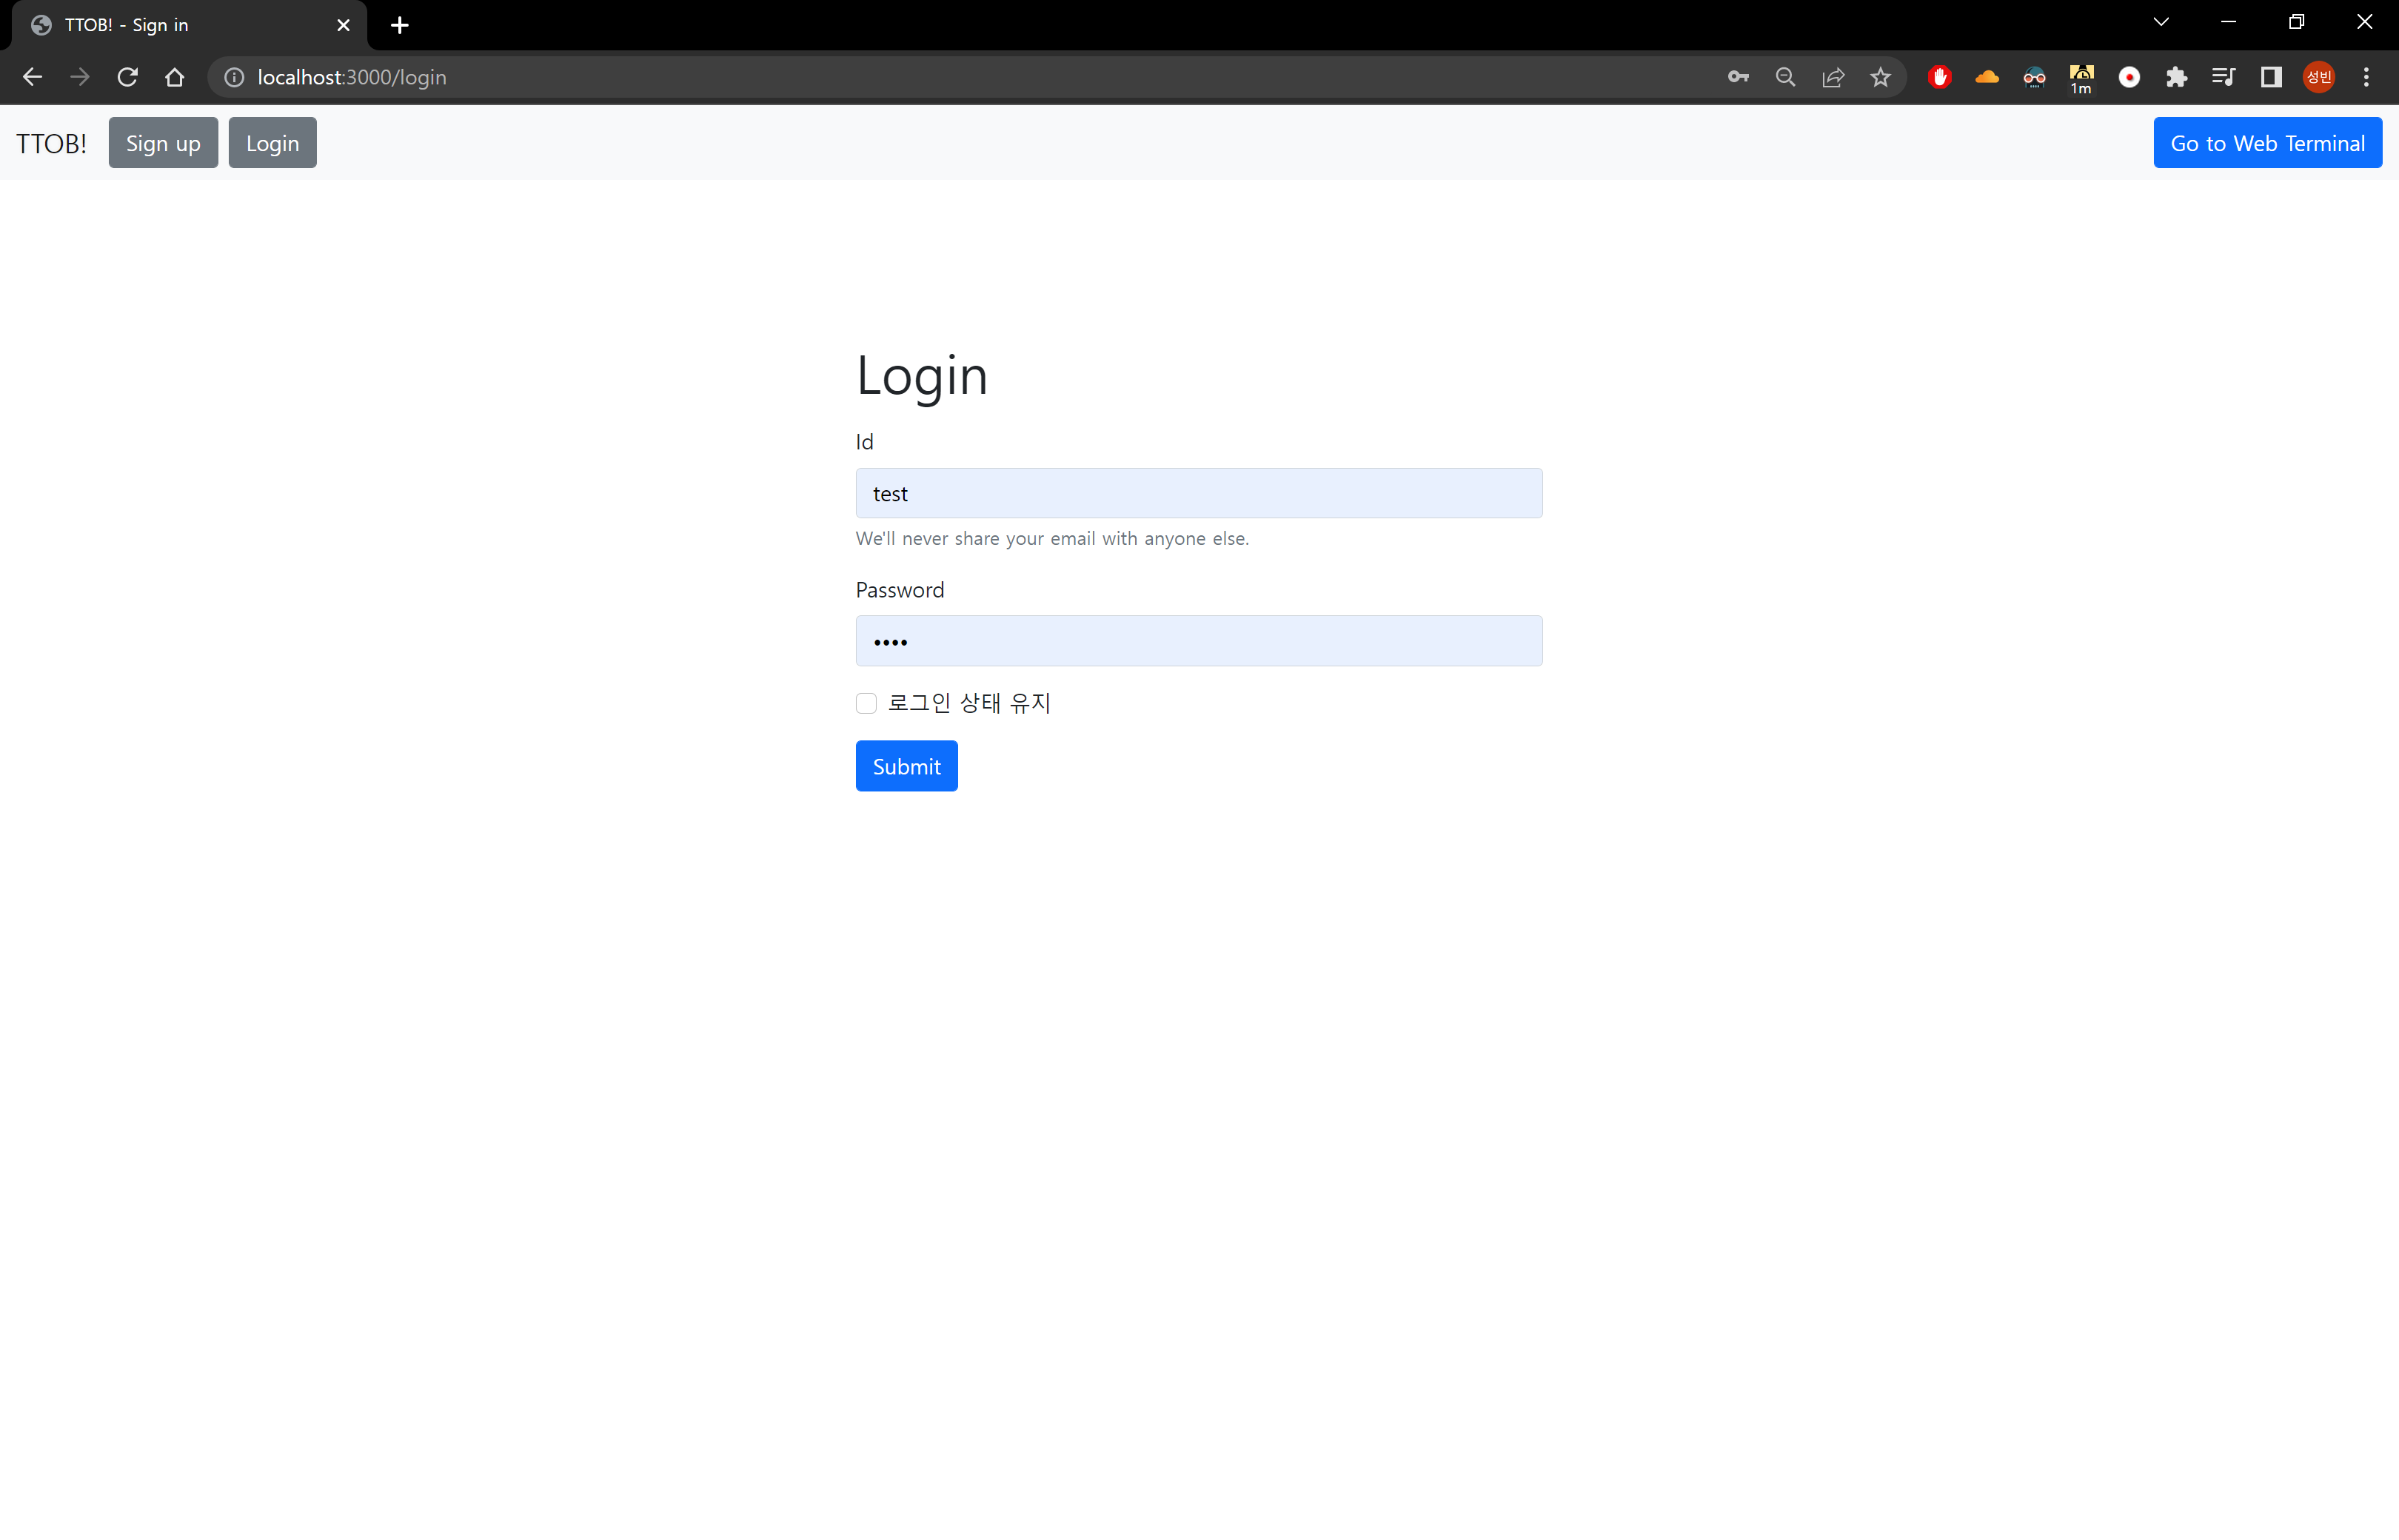 TTOB! - Sign in
localhost:3000/login
1m
성빈
TTOB! Sign up Login Go to Web Terminal
Login
Id
test
We'll never share your email with anyone else.
Password
••••
로그인 상태 유지
Submit